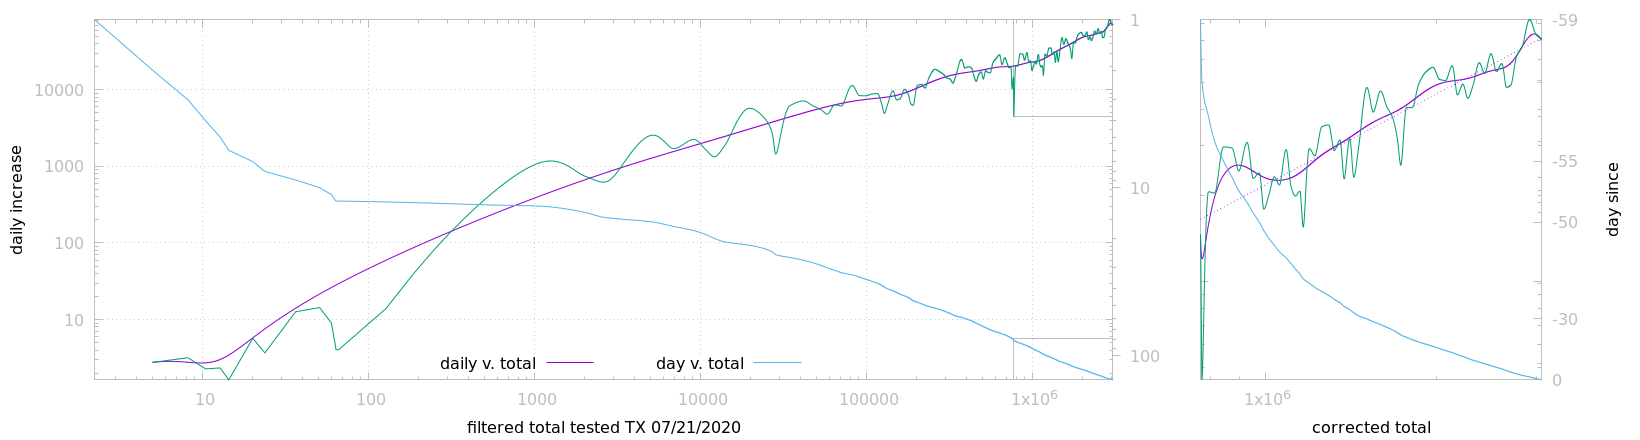 daily increase
10000
1000
100
10
10
100
1000
10000
100000
1x10⁶
filtered total tested TX 07/21/2020
daily v. total
day v. total
1
10
100
1x10⁶
corrected total
-59
-55
-50
-30
0
day since